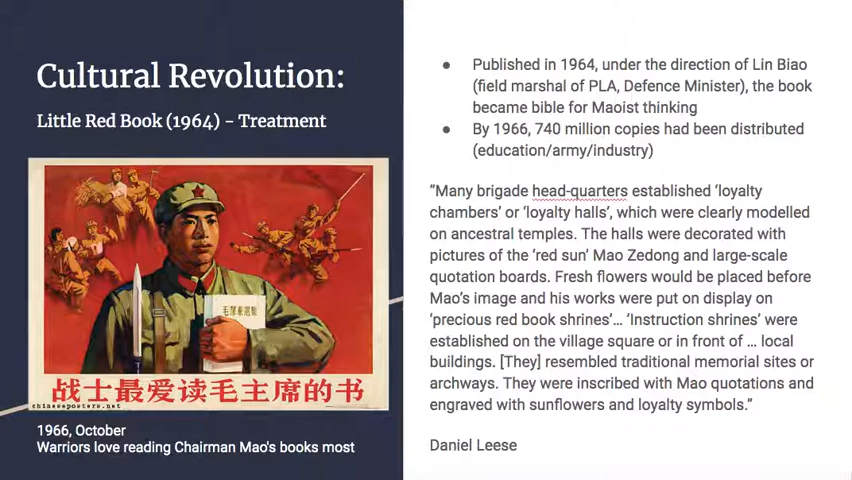 Cultural Revolution:
Little Red Book (1964) – Treatment
毛澤東選集
战士最爱读毛主席的书
chineseposters.net
1966, October
Warriors love reading Chairman Mao's books most
● Published in 1964, under the direction of Lin Biao
(field marshal of PLA, Defence Minister), the book
became bible for Maoist thinking
● By 1966, 740 million copies had been distributed
(education/army/industry)
“Many brigade head-quarters established ‘loyalty
chambers’ or ‘loyalty halls’, which were clearly modelled
on ancestral temples. The halls were decorated with
pictures of the ‘red sun’ Mao Zedong and large-scale
quotation boards. Fresh flowers would be placed before
Mao’s image and his works were put on display on
‘precious red book shrines’… ‘Instruction shrines’ were
established on the village square or in front of … local
buildings. [They] resembled traditional memorial sites or
archways. They were inscribed with Mao quotations and
engraved with sunflowers and loyalty symbols.”
Daniel Leese